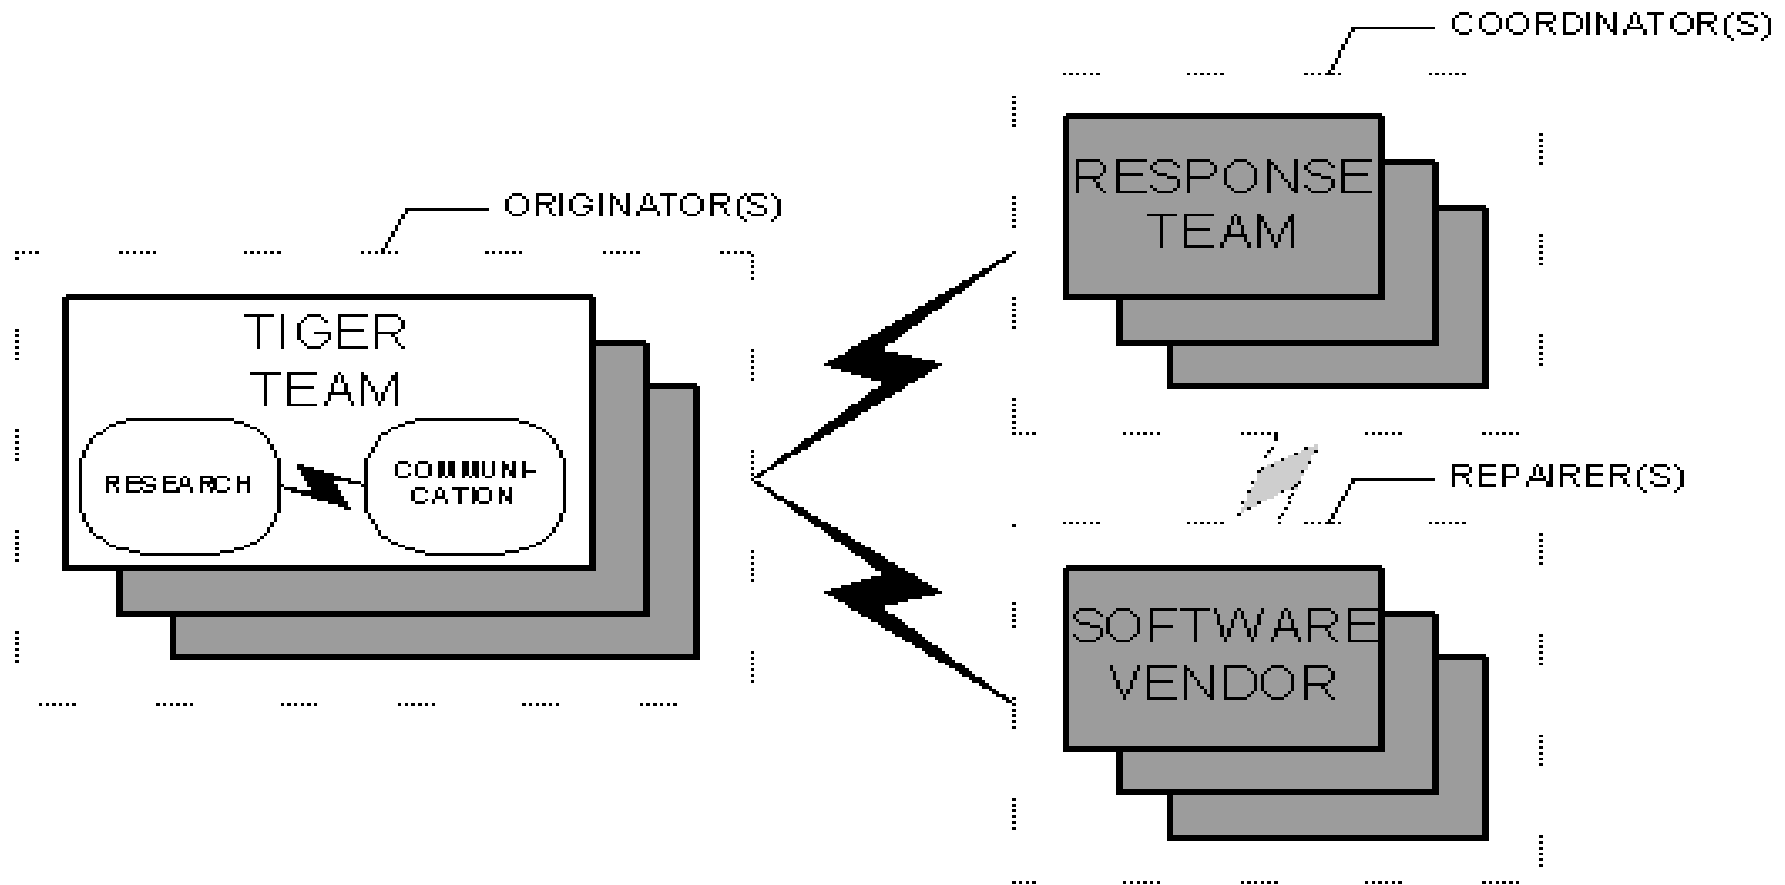 COORDINATOR(S)
RESPONSE
TEAM
ORIGINATOR(S)
TIGER
TEAM
RESEARCH
COMMUNI-
CATION
REPAIRER(S)
SOFTWARE
VENDOR